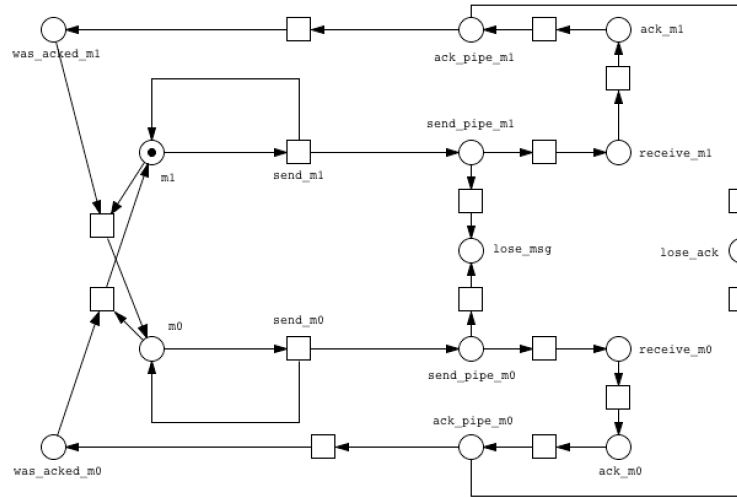 was_acked_m1
ack_pipe_m1
ack_m1
send_pipe_m1
m1
send_m1
receive_m1
lose_msg
lose_ack
m0
send_m0
receive_m0
send_pipe_m0
ack_pipe_m0
was_acked_m0
ack_m0